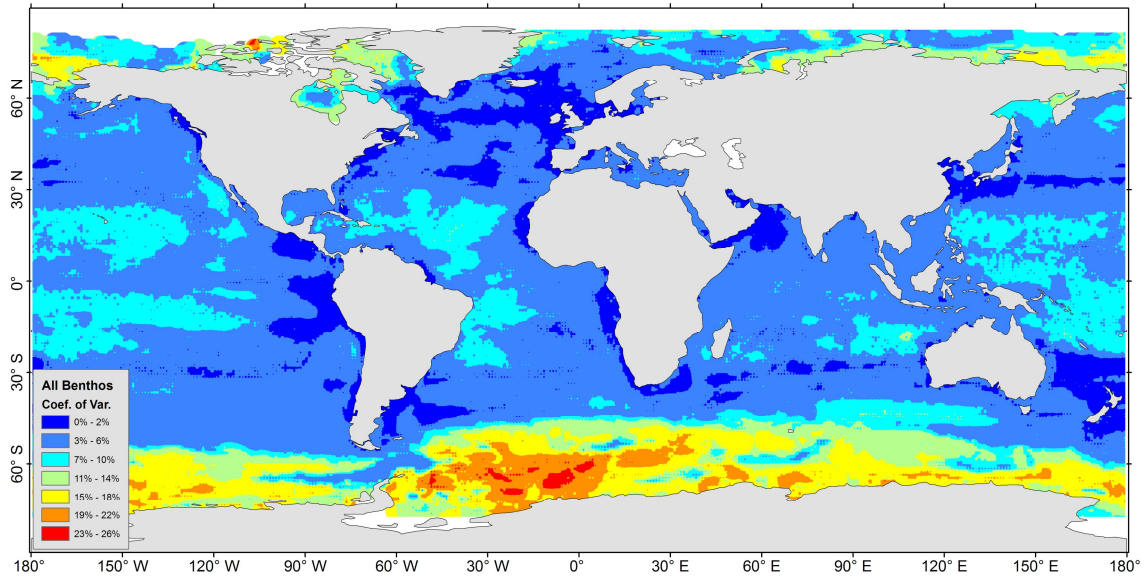 60° N
30° N
0°
30° S
60° S
All Benthos
Coef. of Var.
0% - 2%
3% - 6%
7% - 10%
11% - 14%
15% - 18%
19% - 22%
23% - 26%
180° 150° W 120° W 90° W 60° W 30° W 0° 30° E 60° E 90° E 120° E 150° E 180°